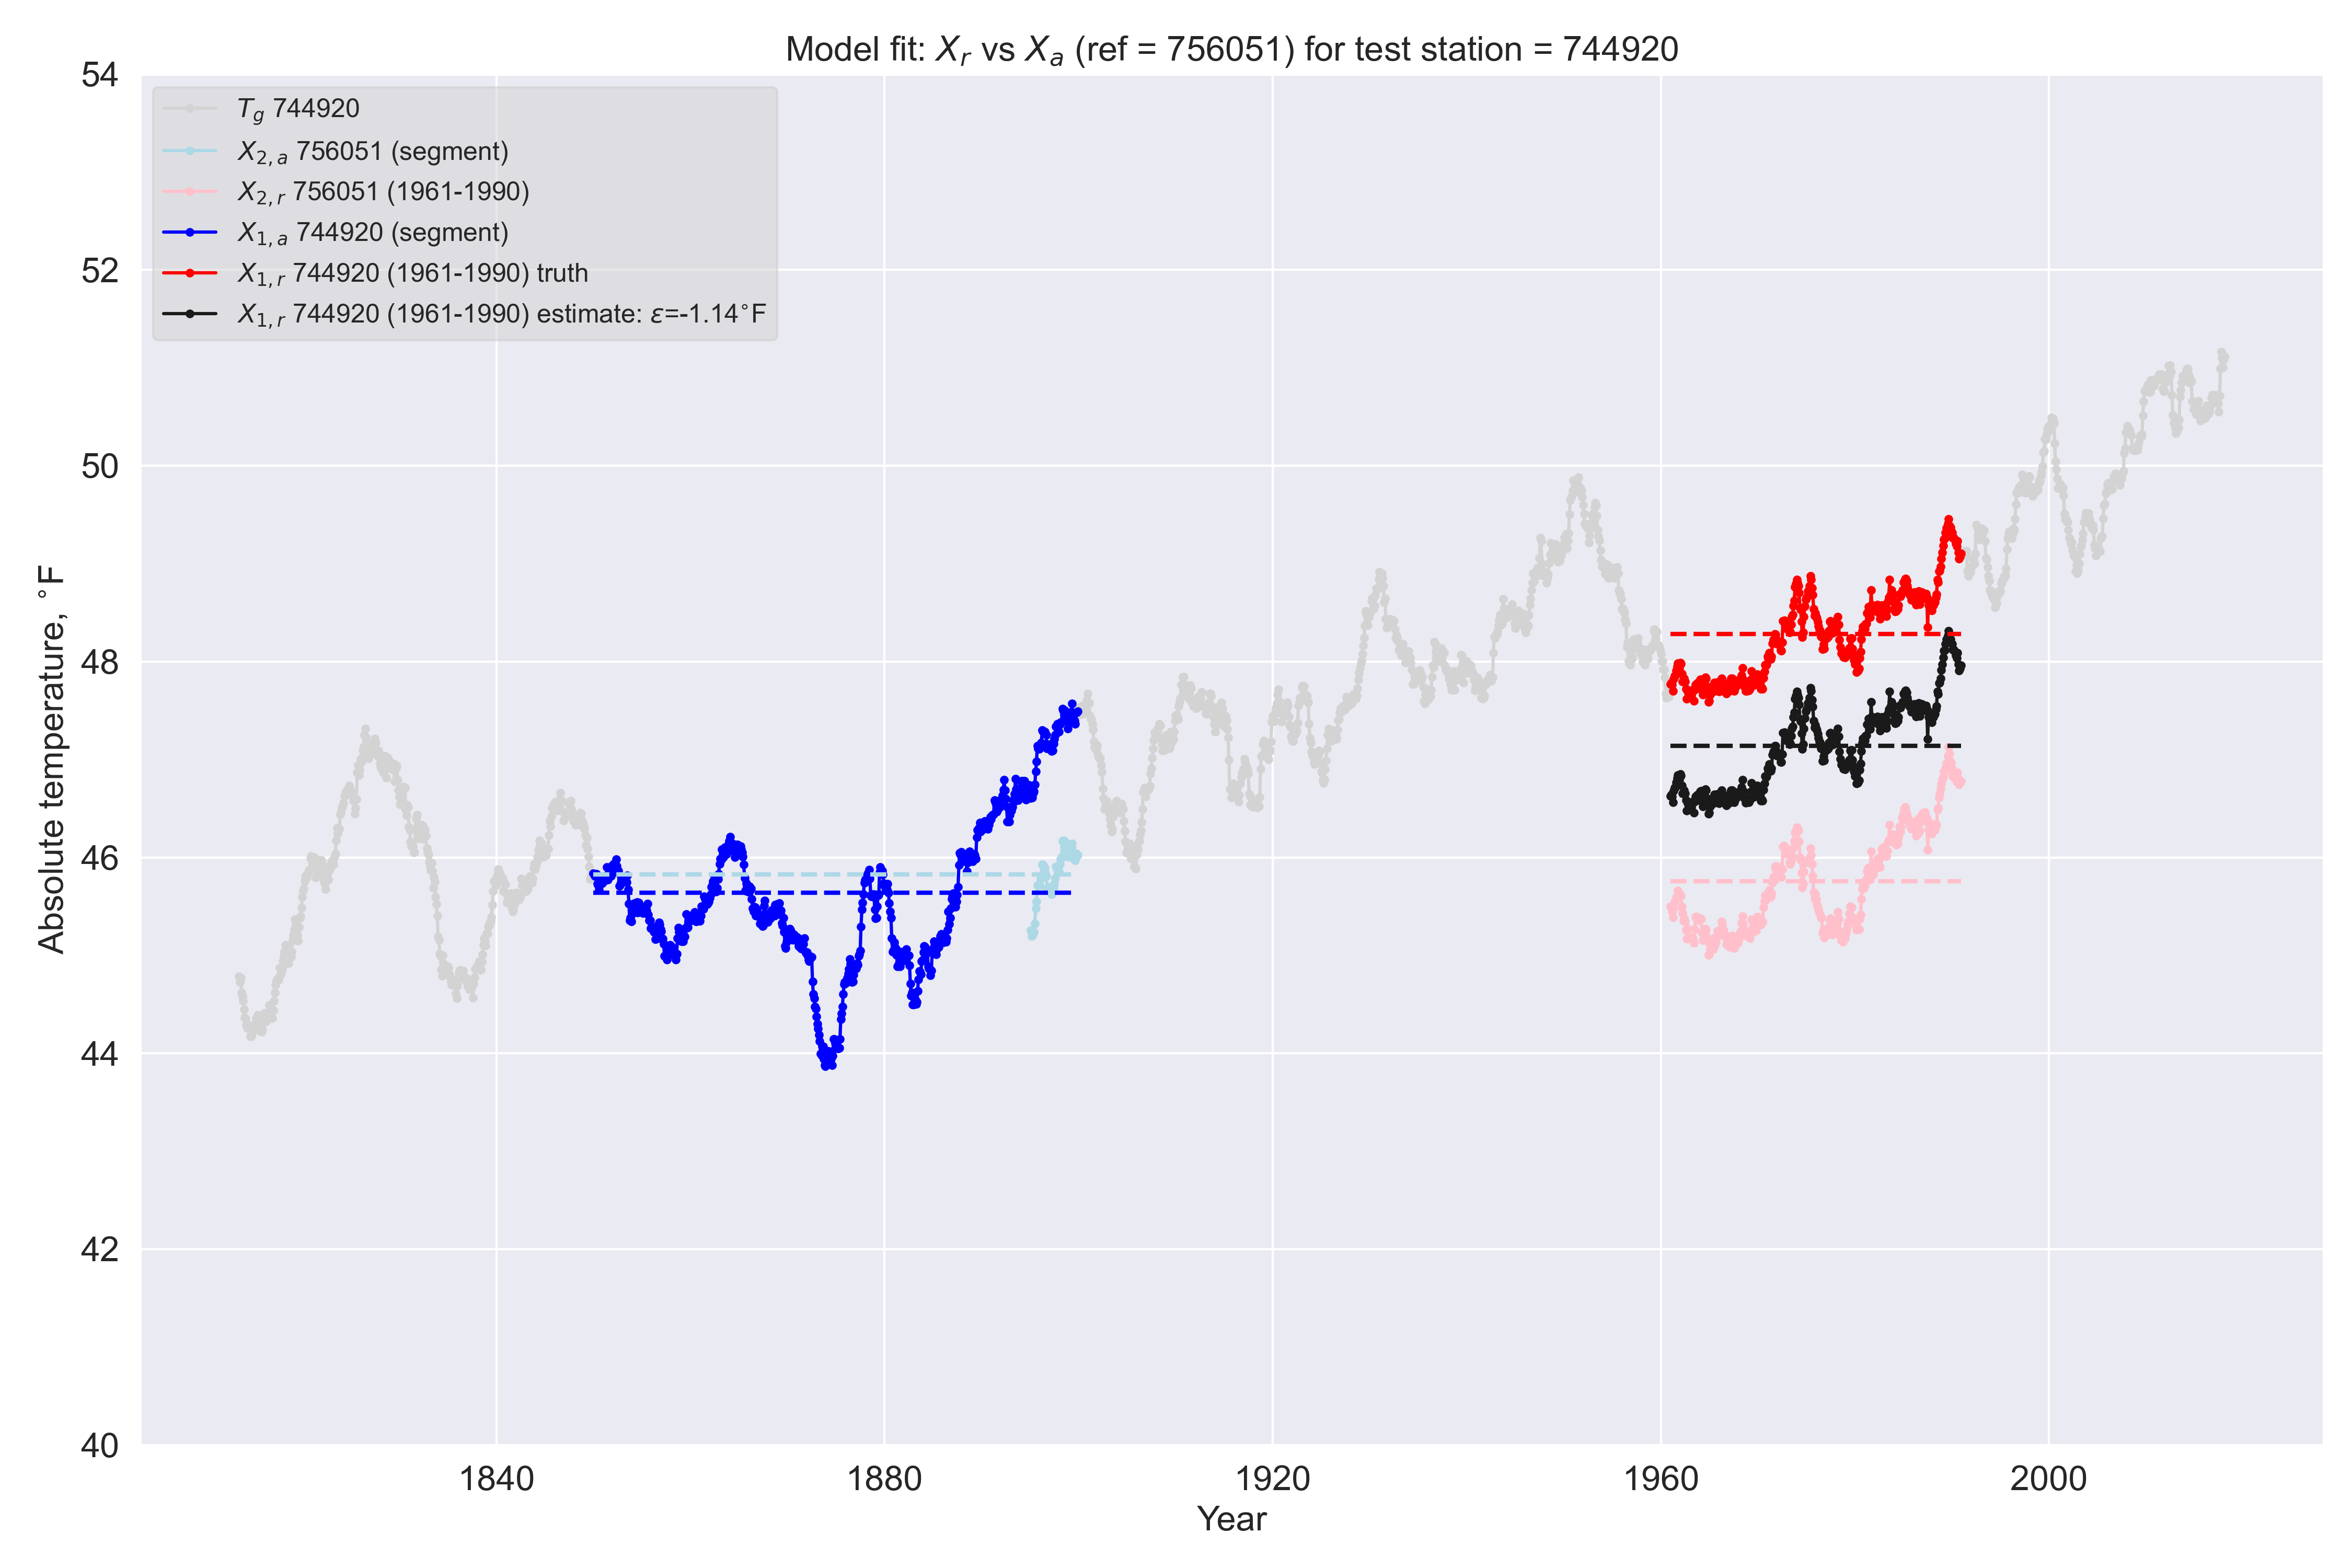 Model fit: Xr vs Xa (ref = 756051) for test station = 744920
Tg 744920
X2, a 756051 (segment)
X2, r 756051 (1961-1990)
X1, a 744920 (segment)
X1, r 744920 (1961-1990) truth
X1, r 744920 (1961-1990) estimate: ε=-1.14°F
Absolute temperature, °F
54
52
50
48
46
44
42
40
1840
1880
1920
1960
2000
Year